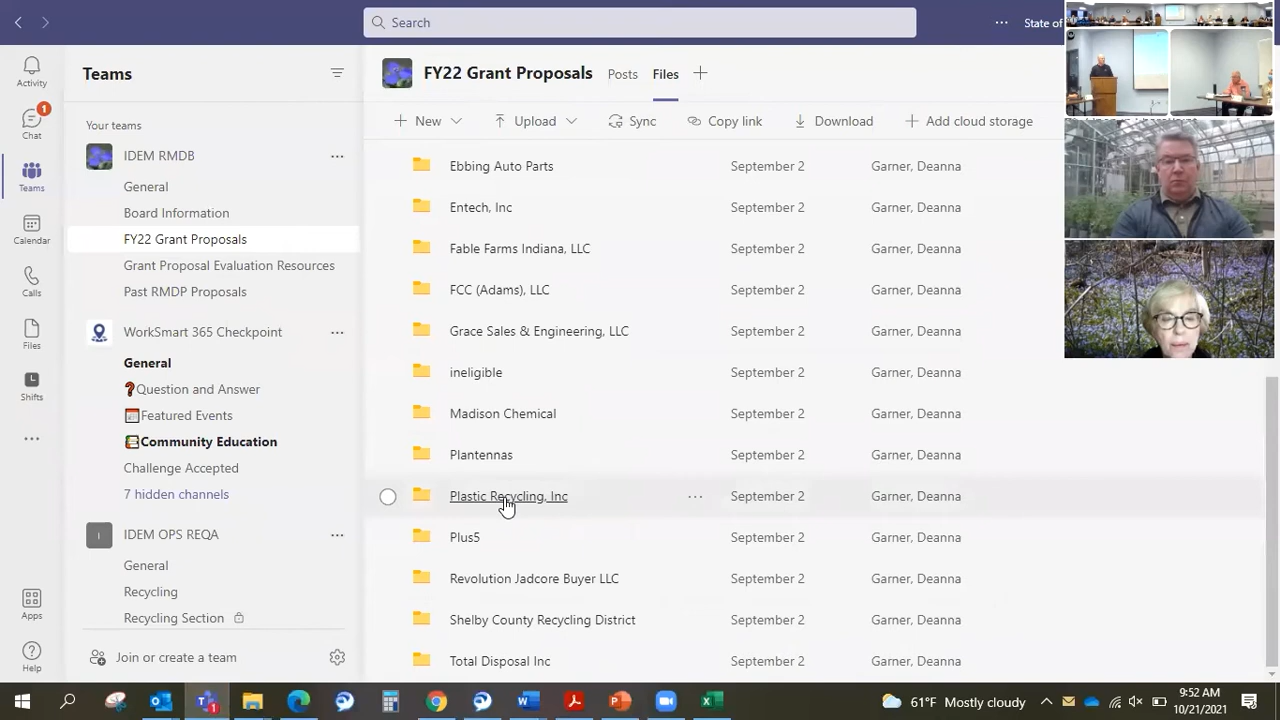 Search
State of
Activity
Chat
1
Teams
Calendar
Calls
Files
Shifts
Apps
Help
Teams
Your teams
IDEM RMDB
General
Board Information
FY22 Grant Proposals
Grant Proposal Evaluation Resources
Past RMDP Proposals
WorkSmart 365 Checkpoint
General
❓Question and Answer
Featured Events
Community Education
Challenge Accepted
7 hidden channels
IDEM OPS REQA
General
Recycling
Recycling Section
Join or create a team
FY22 Grant Proposals Posts Files
New Upload Sync Copy link Download Add cloud storage
Ebbing Auto Parts September 2 Garner, Deanna
Entech, Inc September 2 Garner, Deanna
Fable Farms Indiana, LLC September 2 Garner, Deanna
FCC (Adams), LLC September 2 Garner, Deanna
Grace Sales & Engineering, LLC September 2 Garner, Deanna
ineligible September 2 Garner, Deanna
Madison Chemical September 2 Garner, Deanna
Plantennas September 2 Garner, Deanna
Plastic Recycling, Inc September 2 Garner, Deanna
Plus5 September 2 Garner, Deanna
Revolution Jadcore Buyer LLC September 2 Garner, Deanna
Shelby County Recycling District September 2 Garner, Deanna
Total Disposal Inc September 2 Garner, Deanna
61°F Mostly cloudy
9:52 AM
10/21/2021